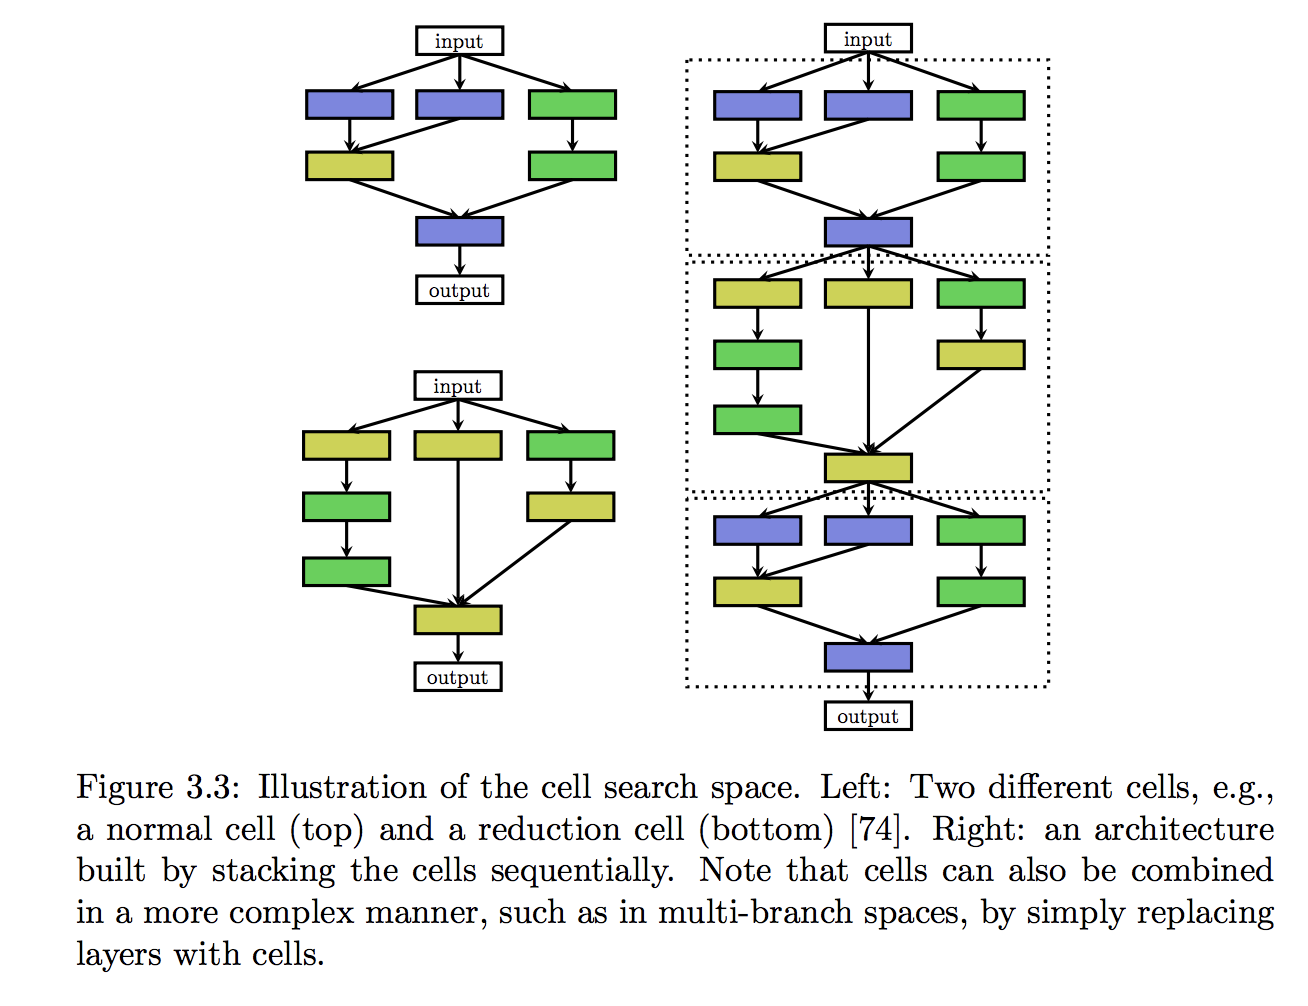 input
output
input
output
input
output
Figure 3.3: Illustration of the cell search space. Left: Two different cells, e.g.,
a normal cell (top) and a reduction cell (bottom) [74]. Right: an architecture
built by stacking the cells sequentially. Note that cells can also be combined
in a more complex manner, such as in multi-branch spaces, by simply replacing
layers with cells.